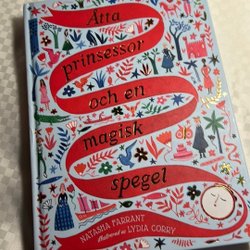 Åtta
prinsessor
och en
magisk
spegel
NATASHA FARRANT
Illustrerad av LYDIA CORRY